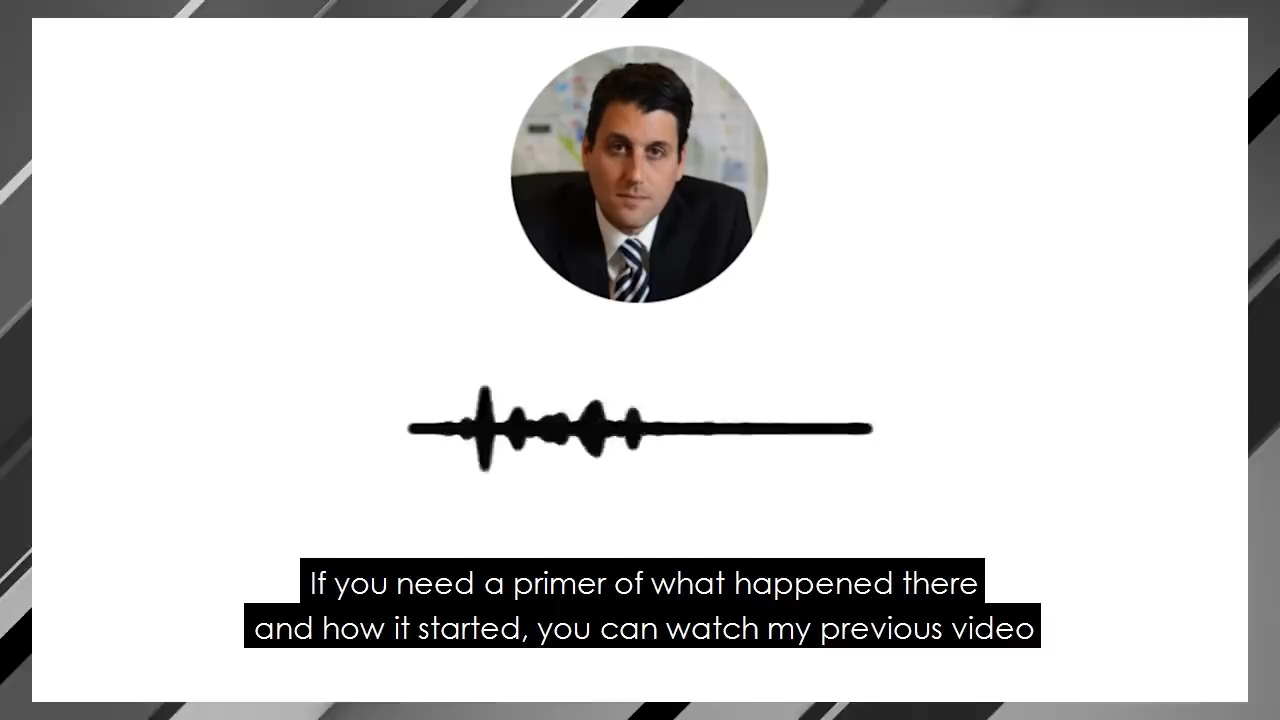 If you need a primer of what happened there
and how it started, you can watch my previous video